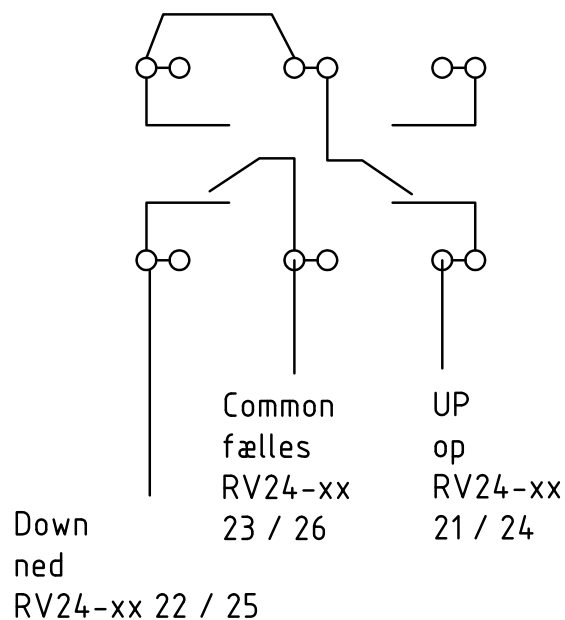 Common
fælles
RV24-xx
23 / 26
UP
op
RV24-xx
21 / 24
Down
ned
RV24-xx 22 / 25